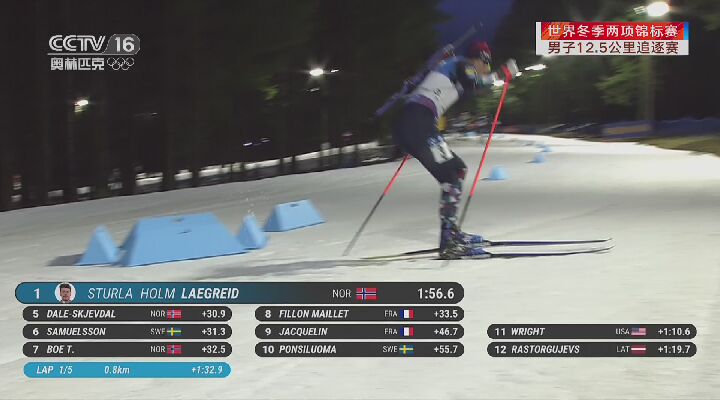 CCTV 16
奥林匹克
世界冬季两项锦标赛
男子12.5公里追逐赛
1 STURLA HOLM LAEGREID NOR 1:56.6
5 DALE-SKJEVDAL NOR +30.9
6 SAMUELSSON SWE +31.3
7 BOE T. NOR +32.5
8 FILLON MAILLET FRA +33.5
9 JACQUELIN FRA +46.7
10 PONSILUOMA SWE +55.7
11 WRIGHT USA +1:10.6
12 RASTORGUJEVS LAT +1:19.7
LAP 1/5 0.8km +1:32.9